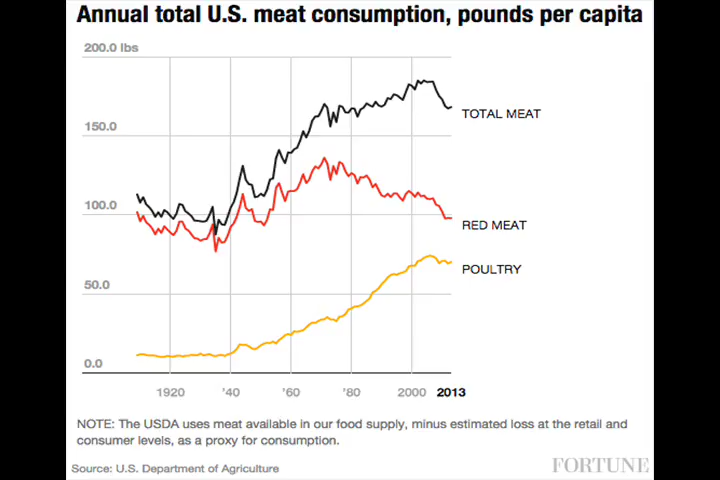 Annual total U.S. meat consumption, pounds per capita
200.0 lbs
150.0
100.0
50.0
0.0
TOTAL MEAT
RED MEAT
POULTRY
1920 '40 '60 '80 2000 2013
NOTE: The USDA uses meat available in our food supply, minus estimated loss at the retail and
consumer levels, as a proxy for consumption.
Source: U.S. Department of Agriculture
FORTUNE